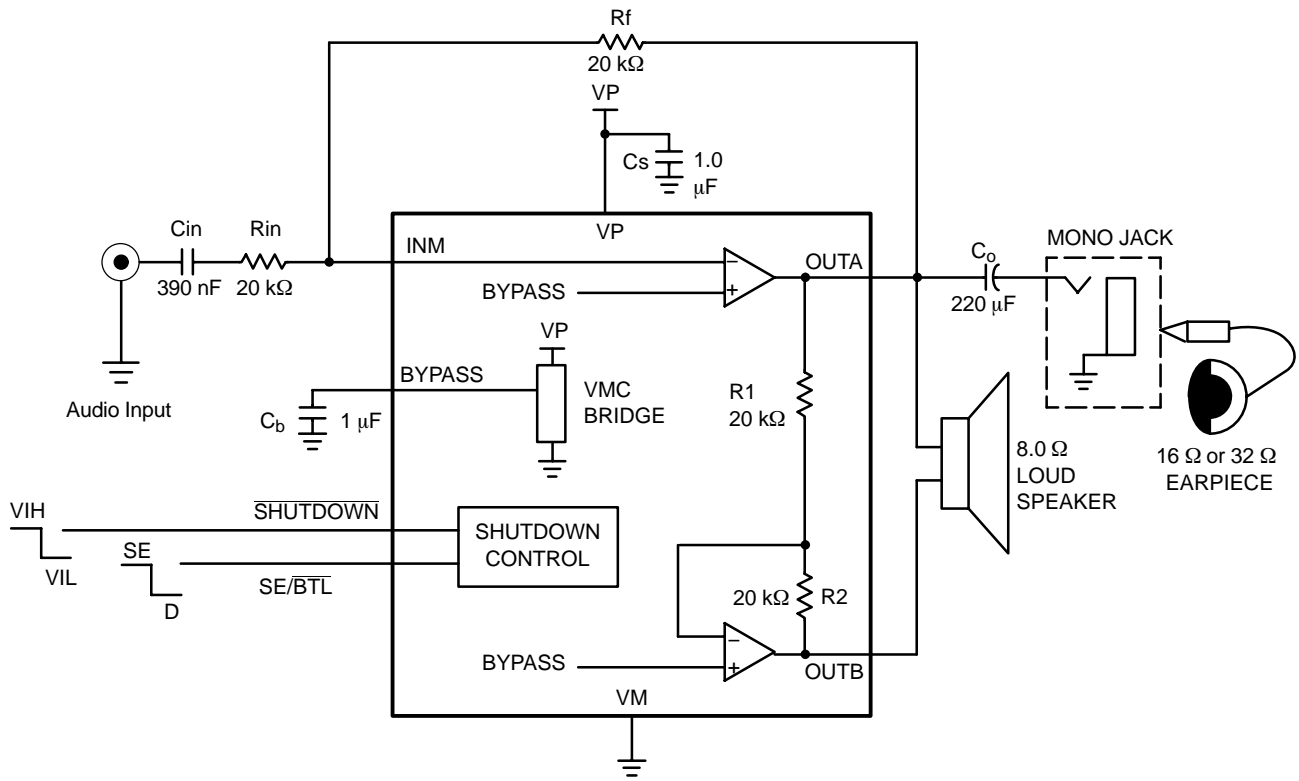 Rf
20 kΩ
VP
Cs
1.0
μF
VP
Cin
390 nF
Rin
20 kΩ
Audio Input
INM
BYPASS
OUTA
Co
220 μF
MONO JACK
16 Ω or 32 Ω
EARPIECE
BYPASS
Cb
1 μF
VP
VMC
BRIDGE
R1
20 kΩ
8.0 Ω
LOUD
SPEAKER
VIH
VIL
SHUTDOWN
SE
D
SE/BTL
SHUTDOWN
CONTROL
20 kΩ
R2
BYPASS
OUTB
VM